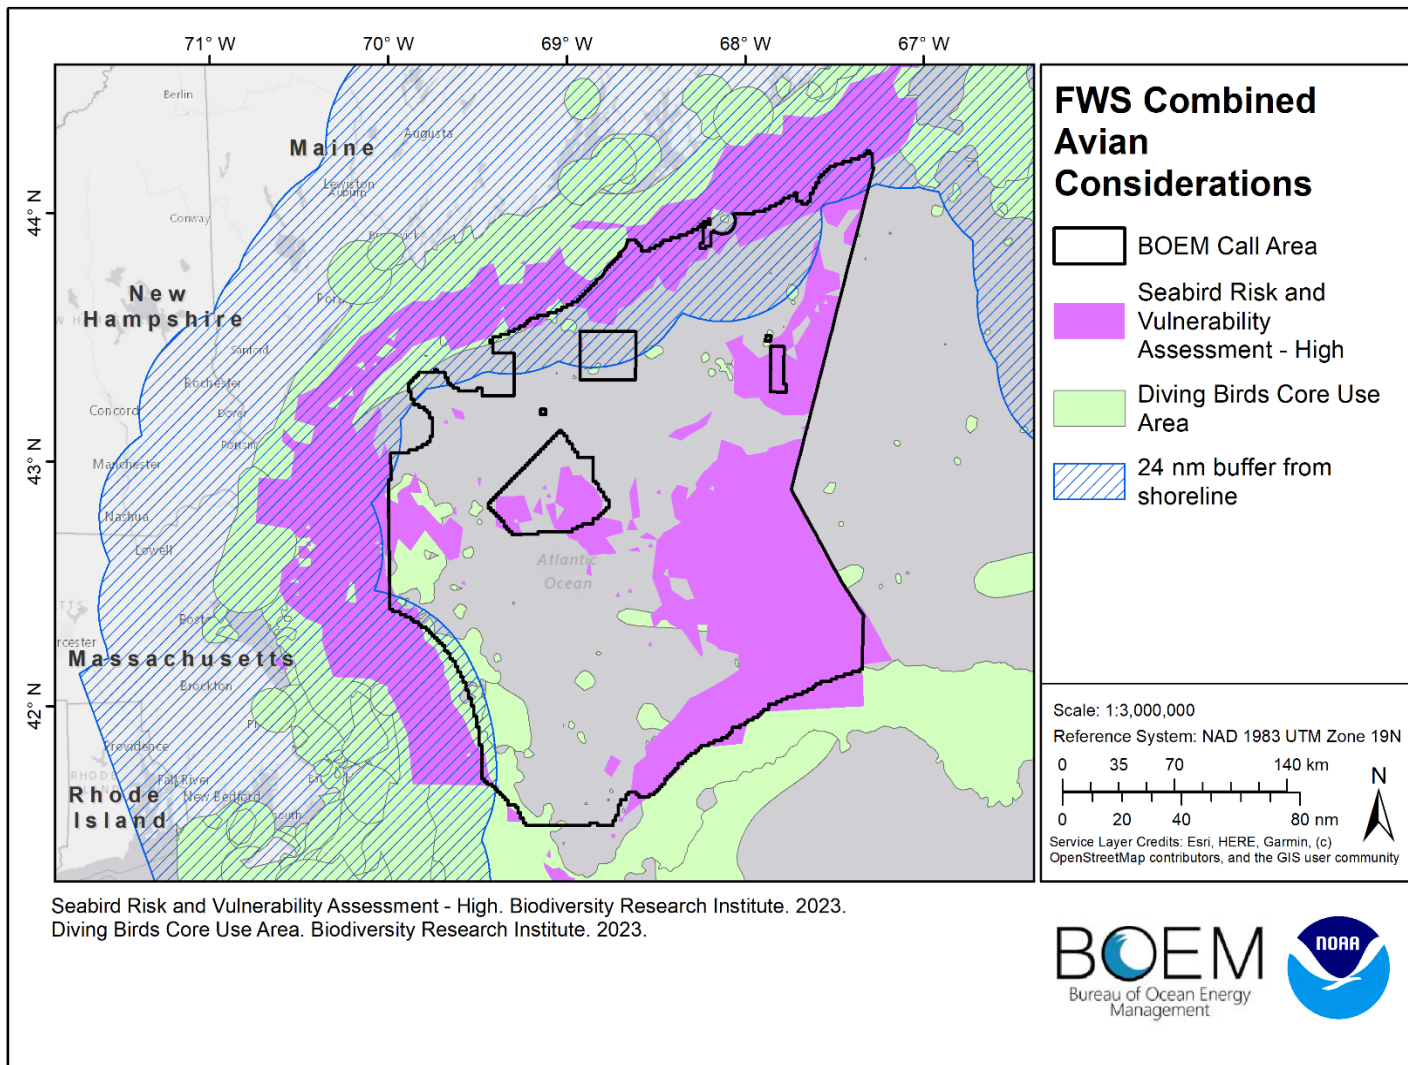 71° W 70° W 69° W 68° W 67° W
44° N
43° N
42° N
Berlin
Maine
Augusta
Lewiston
Auburn
Conway
New
Hampshire
Sanford
Rochester
Dover
Concord
Manchester
Nashua
Lowell
Massachusetts
Brockton
Providence
Fall River
New Bedford
Rhode
Island
Atlantic
Ocean
FWS Combined
Avian
Considerations
BOEM Call Area
Seabird Risk and
Vulnerability
Assessment - High
Diving Birds Core Use
Area
24 nm buffer from
shoreline
Scale: 1:3,000,000
Reference System: NAD 1983 UTM Zone 19N
0 35 70 140 km
0 20 40 80 nm
N
Service Layer Credits: Esri, HERE, Garmin, (c)
OpenStreetMap contributors, and the GIS user community
Seabird Risk and Vulnerability Assessment - High. Biodiversity Research Institute. 2023.
Diving Birds Core Use Area. Biodiversity Research Institute. 2023.
BOEM
Bureau of Ocean Energy
Management
NOAA